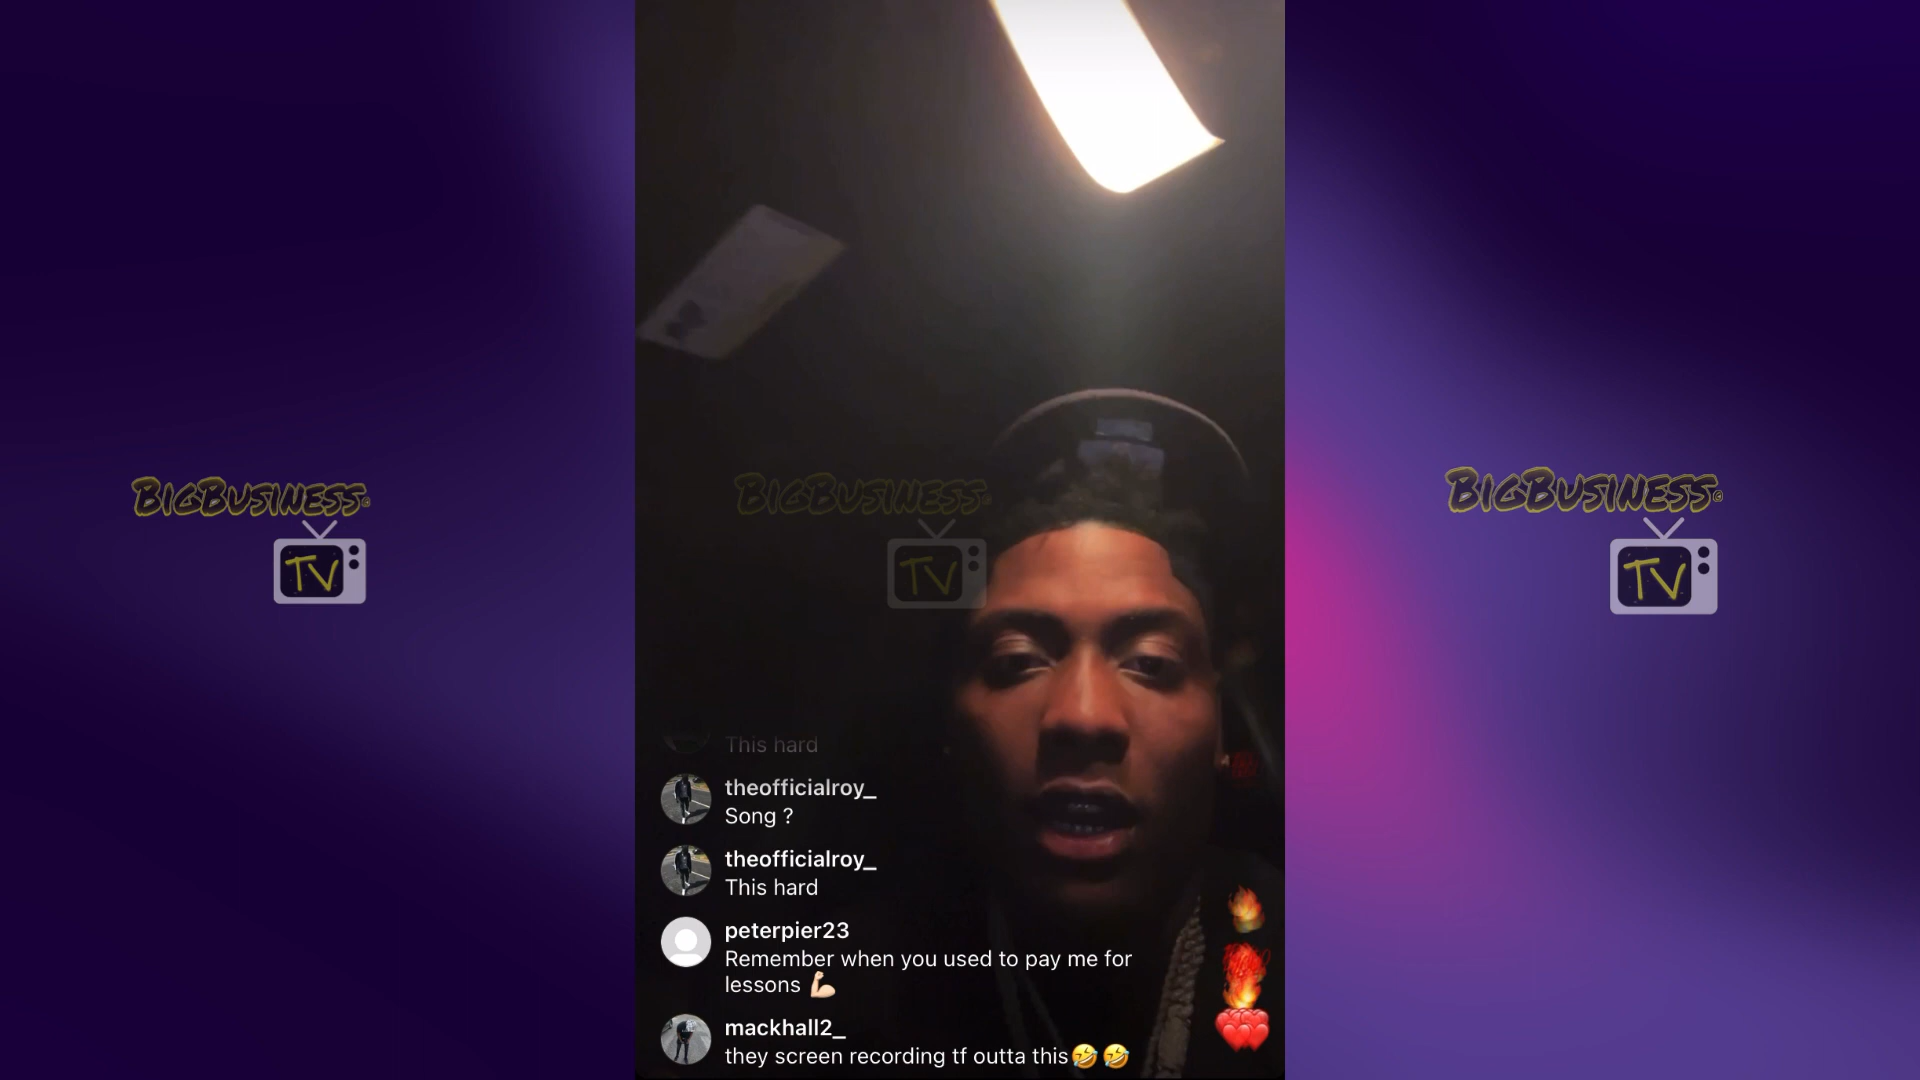 This hard
theofficialroy_
Song ?
theofficialroy_
This hard
peterpier23
Remember when you used to pay me for
lessons 💪🏻
mackhall2_
they screen recording tf outta this🤣🤣
BIGBUSINESS©
TV
BIGBUSINESS©
TV
BIGBUSINESS©
TV